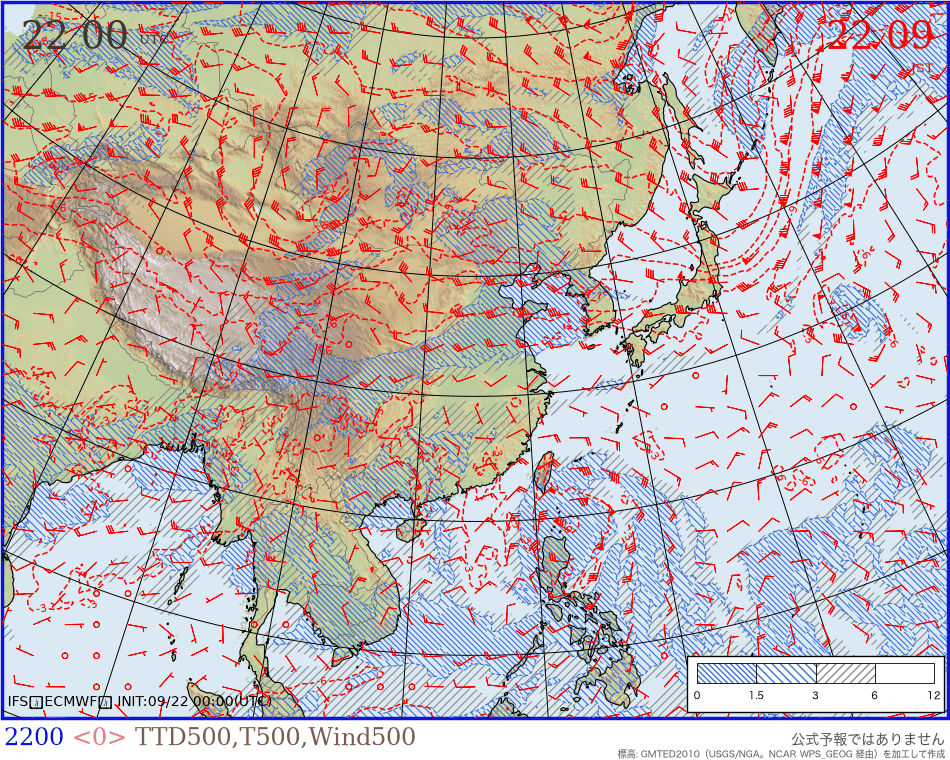 22 00 UTC
22.09
JST
0 1.5 3 6 12
IFS ECMWF INIT:09/22 00:00(UTC)
2200 <0> TTD500,T500,Wind500
公式予報ではありません
標高: GMTED2010（USGS/NGA。NCAR WPS_GEOG 経由）を加工して作成